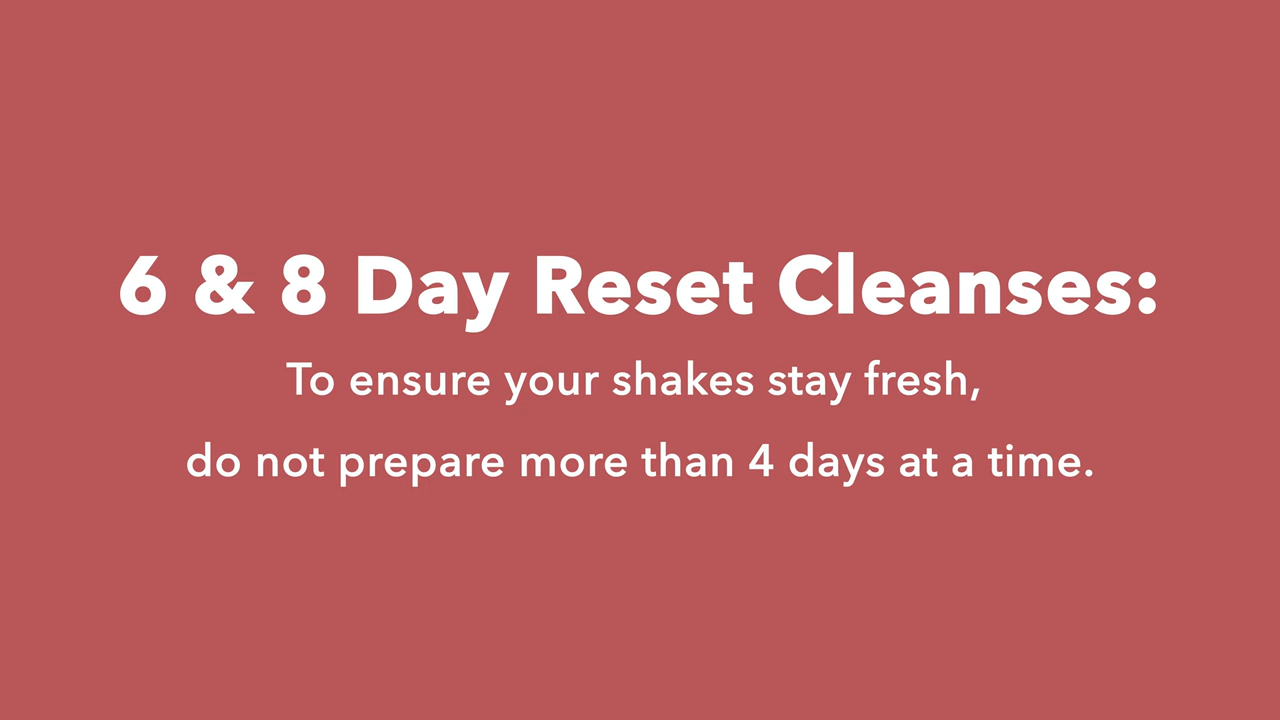 6 & 8 Day Reset Cleanses:
To ensure your shakes stay fresh,
do not prepare more than 4 days at a time.